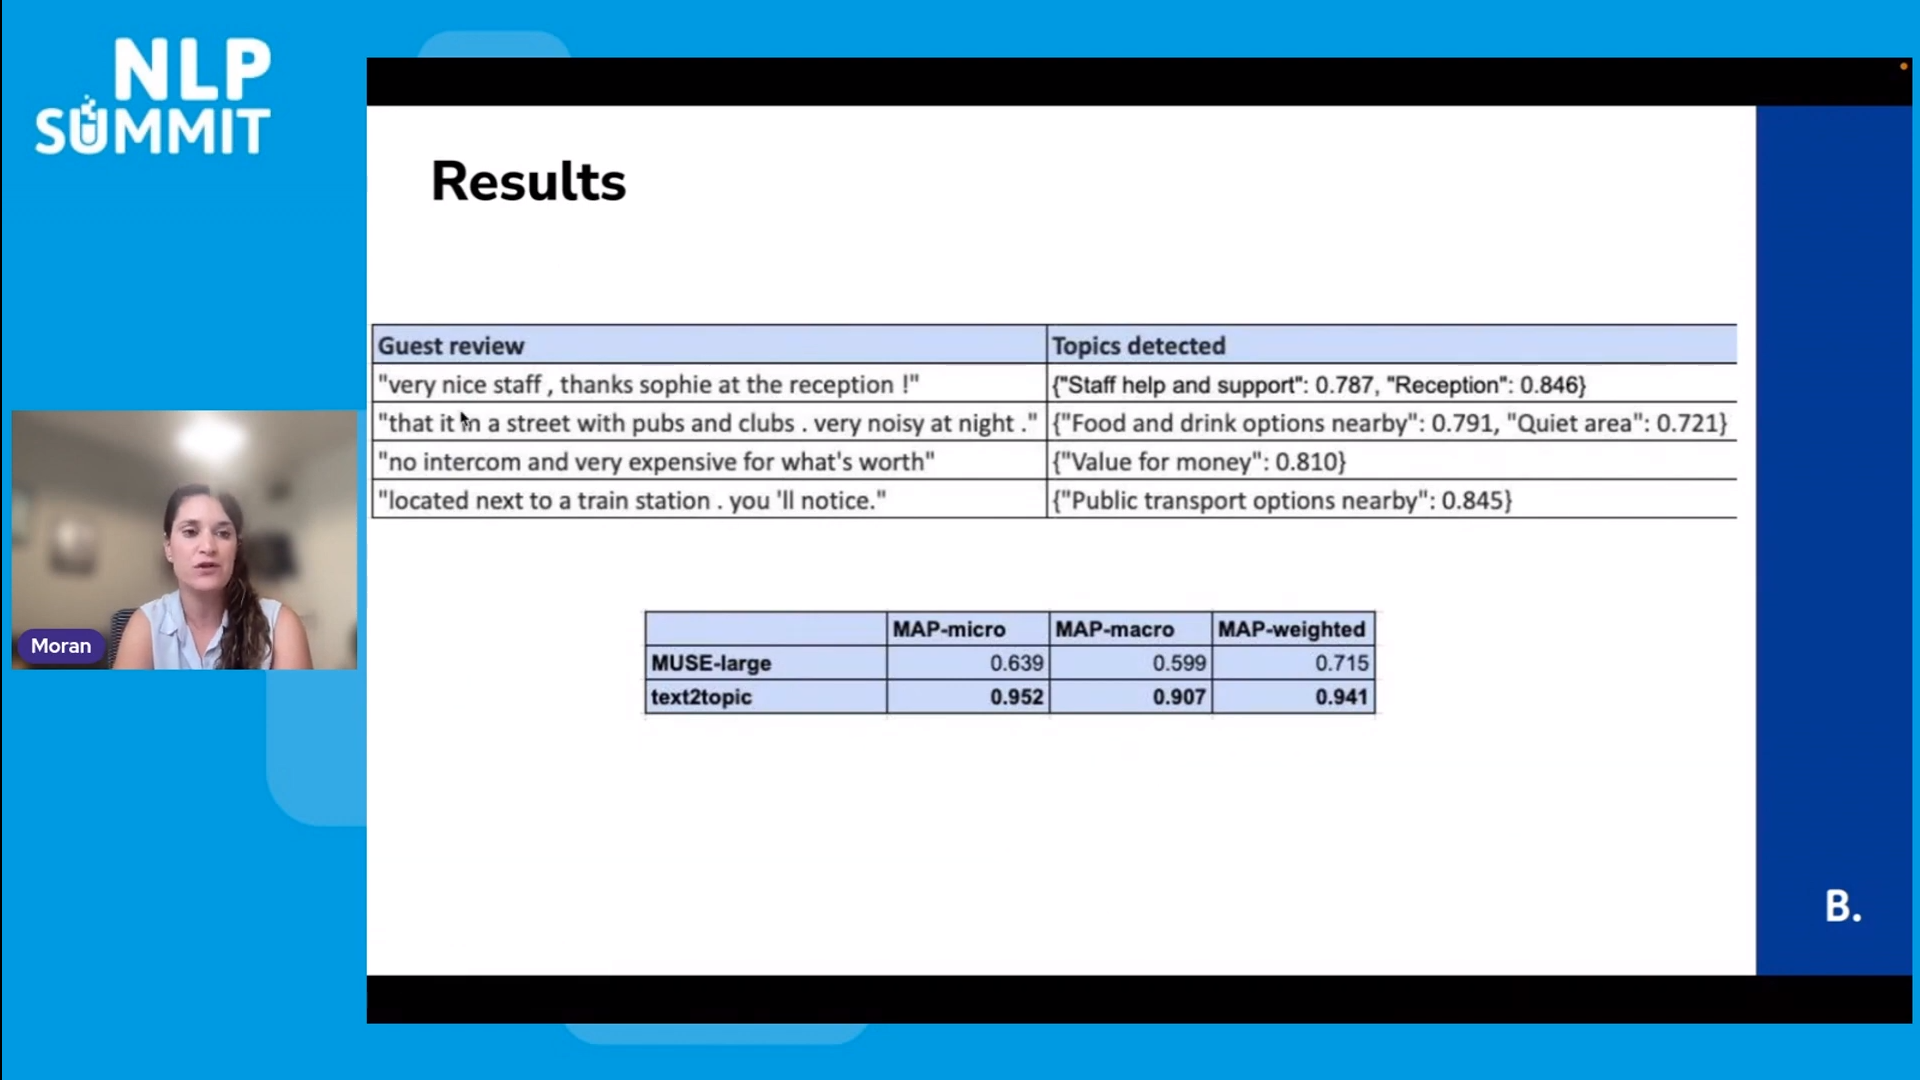 NLP
SUMMIT
Results
Guest review Topics detected
"very nice staff , thanks sophie at the reception !" {"Staff help and support": 0.787, "Reception": 0.846}
"that it in a street with pubs and clubs . very noisy at night ." {"Food and drink options nearby": 0.791, "Quiet area": 0.721}
"no intercom and very expensive for what's worth" {"Value for money": 0.810}
"located next to a train station . you 'll notice." {"Public transport options nearby": 0.845}
MAP-micro MAP-macro MAP-weighted
MUSE-large 0.639 0.599 0.715
text2topic 0.952 0.907 0.941
Moran
B.